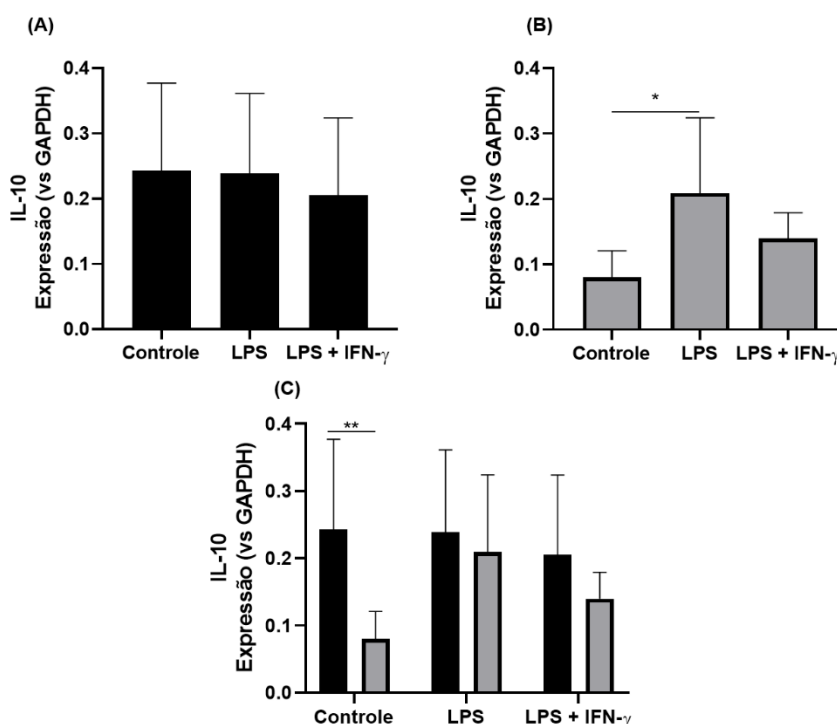 (A)
IL-10
Expressão (vs GAPDH)
0.4
0.3
0.2
0.1
0.0
Controle LPS LPS + IFN-γ
(B)
IL-10
Expressão (vs GAPDH)
0.4
0.3
0.2
0.1
0.0
*
Controle LPS LPS + IFN-γ
(C)
IL-10
Expressão (vs GAPDH)
0.4
0.3
0.2
0.1
0.0
**
Controle LPS LPS + IFN-γ